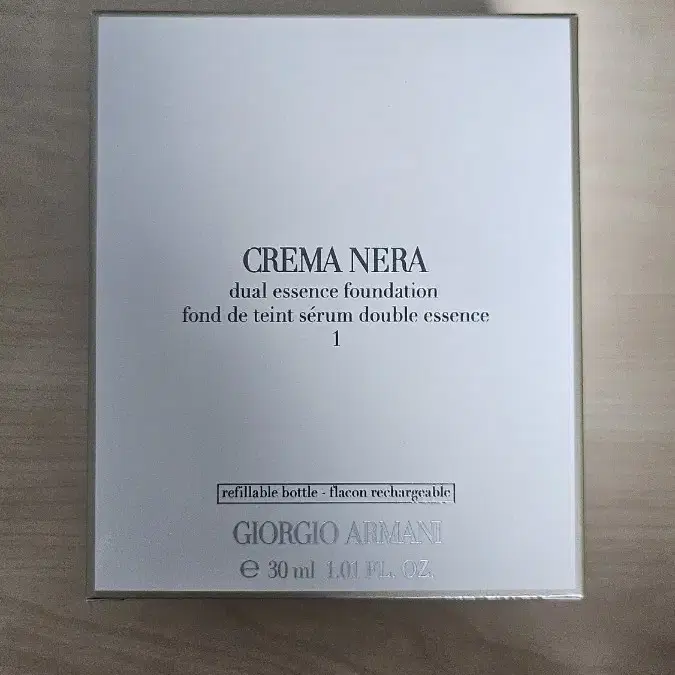 CREMA NERA
dual essence foundation
fond de teint sérum double essence
1
refillable bottle - flacon rechargeable
GIORGIO ARMANI
℮ 30 ml 1.01 FL. OZ.